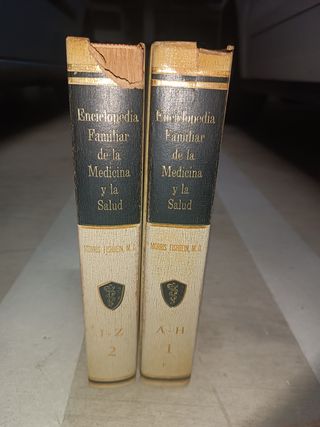 Enciclopedia
Familiar
de la
Medicina
y la
Salud
MORRIS FISHBEIN, M. D.
I-Z
2
Enciclopedia
Familiar
de la
Medicina
y la
Salud
MORRIS FISHBEIN, M. D.
A-H
1